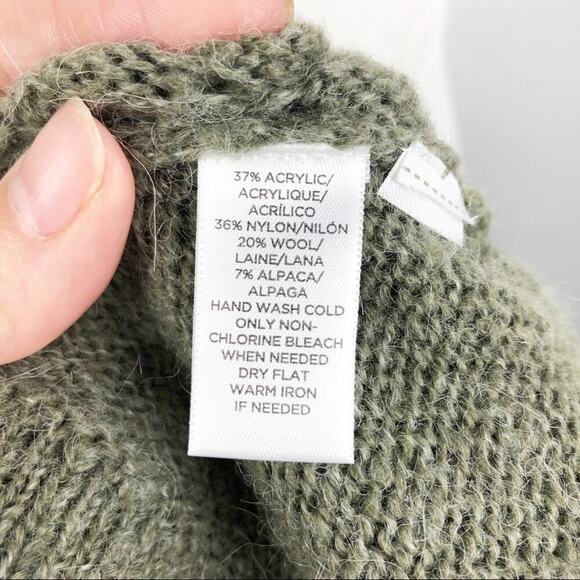 37% ACRYLIC/
ACRYLIQUE/
ACRÍLICO
36% NYLON/NILÓN
20% WOOL/
LAINE/LANA
7% ALPACA/
ALPAGA
HAND WASH COLD
ONLY NON-
CHLORINE BLEACH
WHEN NEEDED
DRY FLAT
WARM IRON
IF NEEDED